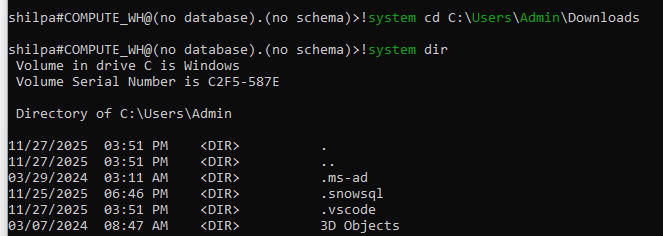 shilpa#COMPUTE_WH@(no database).(no schema)>!system cd C:\Users\Admin\Downloads
shilpa#COMPUTE_WH@(no database).(no schema)>!system dir
Volume in drive C is Windows
Volume Serial Number is C2F5-587E
Directory of C:\Users\Admin
11/27/2025  03:51 PM    <DIR>          .
11/27/2025  03:51 PM    <DIR>          ..
03/29/2024  03:11 AM    <DIR>          .ms-ad
11/25/2025  06:46 PM    <DIR>          .snowsql
11/27/2025  03:51 PM    <DIR>          .vscode
03/07/2024  08:47 AM    <DIR>          3D Objects